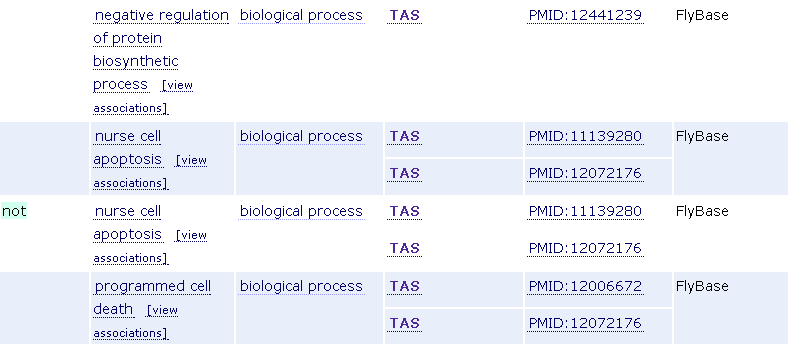 negative regulation biological process TAS PMID:12441239 FlyBase
of protein
biosynthetic
process [view
associations]
nurse cell biological process TAS PMID:11139280 FlyBase
apoptosis [view
TAS PMID:12072176
associations]
not nurse cell biological process TAS PMID:11139280 FlyBase
apoptosis [view
TAS PMID:12072176
associations]
programmed cell biological process TAS PMID:12006672 FlyBase
death [view
TAS PMID:12072176
associations]